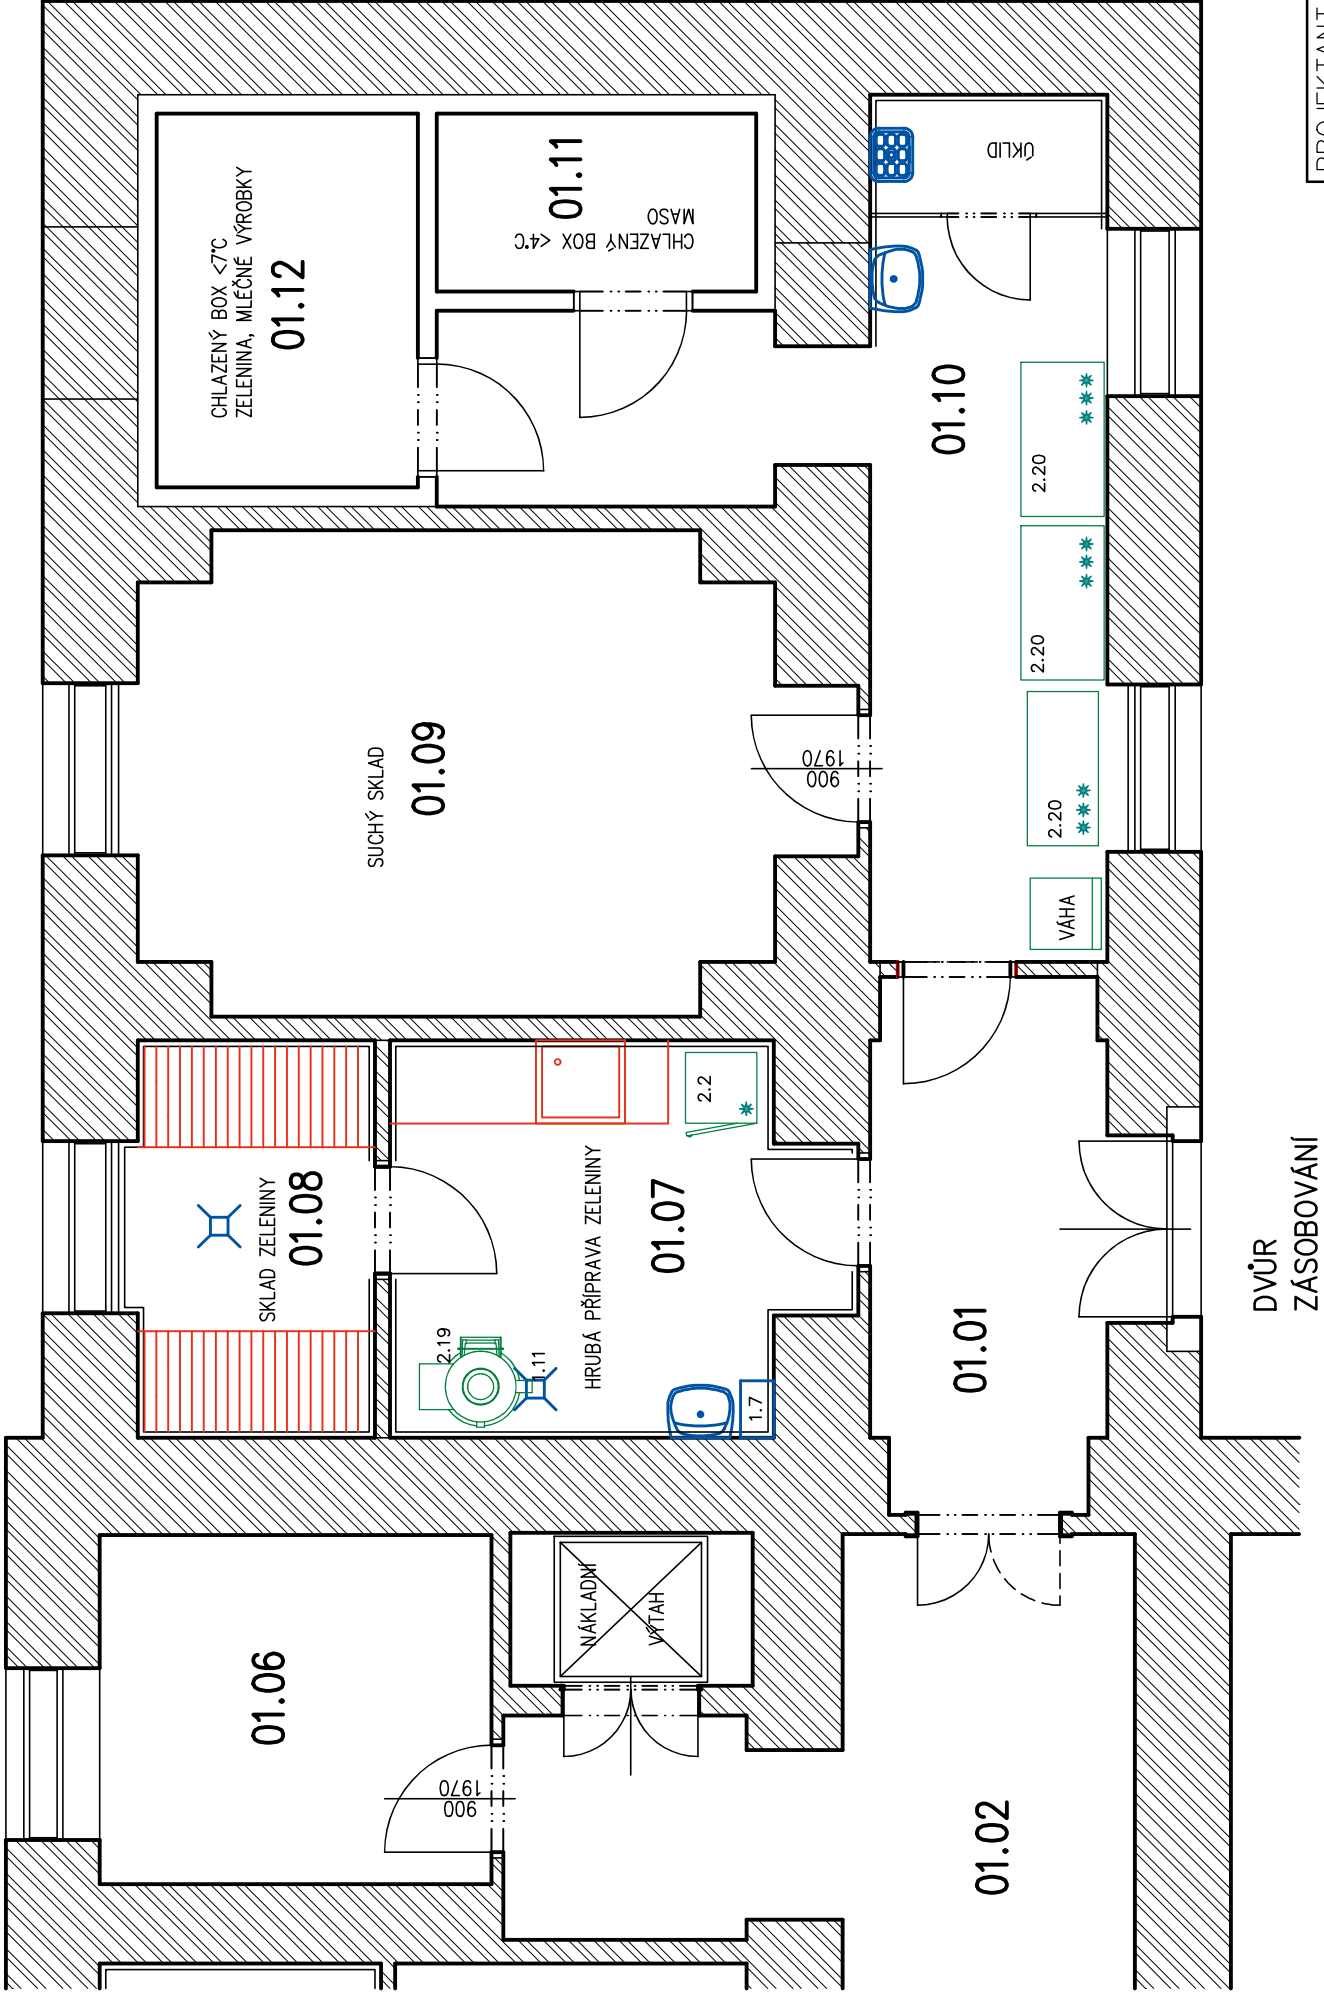 CHLAZENÝ BOX <7°C
ZELENINA, MLÉČNÉ VÝROBKY
01.12
01.11
CHLAZENÝ BOX <4°C
MASO
ÚKLID
01.10
2.20
2.20
2.20
VÁHA
SUCHÝ SKLAD
01.09
900
1970
SKLAD ZELENINY
01.08
HRUBÁ PŘÍPRAVA ZELENINY
01.07
2.2
2.19
1.11
1.7
01.01
DVŮR
ZÁSOBOVÁNÍ
01.06
900
1970
NÁKLADNÍ
VÝTAH
01.02
PROJEKTANT